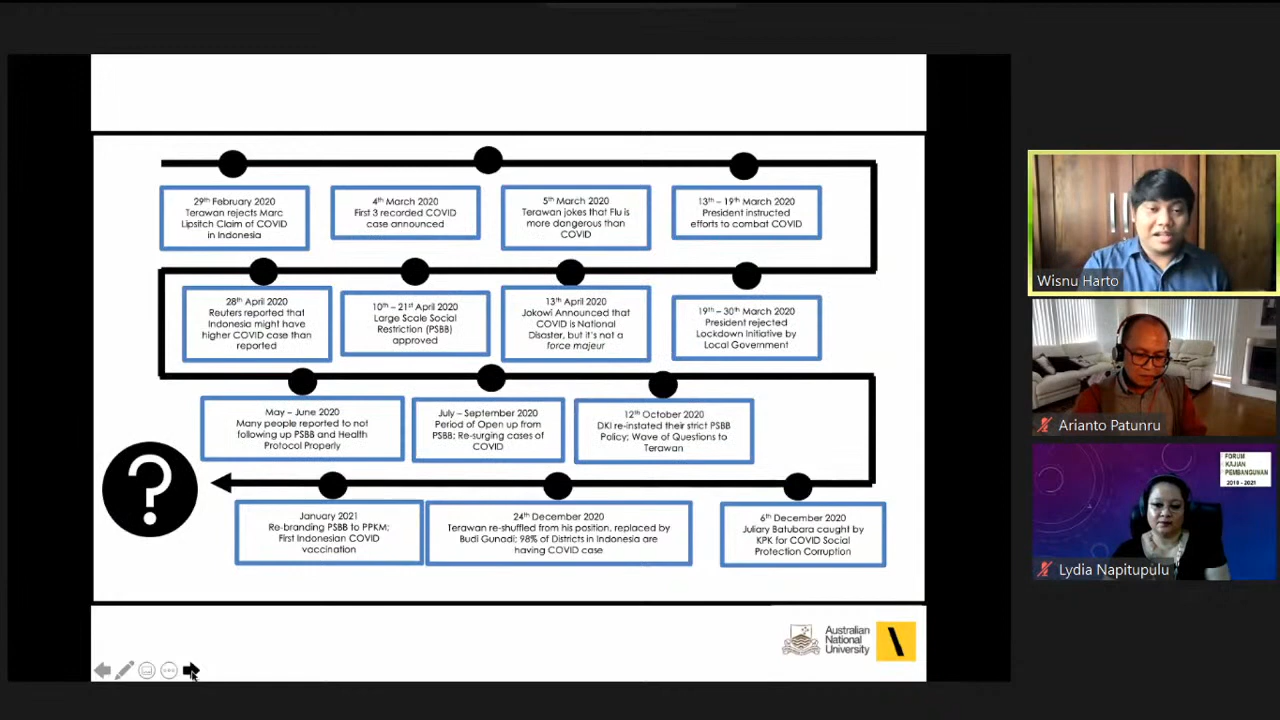 29th February 2020
Terawan rejects Marc
Lipsitch Claim of COVID
in Indonesia
4th March 2020
First 3 recorded COVID
case announced
5th March 2020
Terawan jokes that Flu is
more dangerous than
COVID
13th – 19th March 2020
President instructed
efforts to combat COVID
28th April 2020
Reuters reported that
Indonesia might have
higher COVID case than
reported
10th – 21st April 2020
Large Scale Social
Restriction (PSBB)
approved
13th April 2020
Jokowi Announced that
COVID is National
Disaster, but it's not a
force majeur
19th – 30th March 2020
President rejected
Lockdown Initiative by
Local Government
May – June 2020
Many people reported to not
following up PSBB and Health
Protocol Properly
July – September 2020
Period of Open up from
PSBB; Re-surging cases of
COVID
12th October 2020
DKI re-instated their strict PSBB
Policy; Wave of Questions to
Terawan
?
January 2021
Re-branding PSBB to PPKM;
First Indonesian COVID
vaccination
24th December 2020
Terawan re-shuffled from his position, replaced by
Budi Gunadi; 98% of Districts in Indonesia are
having COVID case
6th December 2020
Juliary Batubara caught by
KPK for COVID Social
Protection Corruption
Australian
National
University
Wisnu Harto
Arianto Patunru
FORUM
KAJIAN
PEMBANGUNAN
2010 - 2021
Lydia Napitupulu